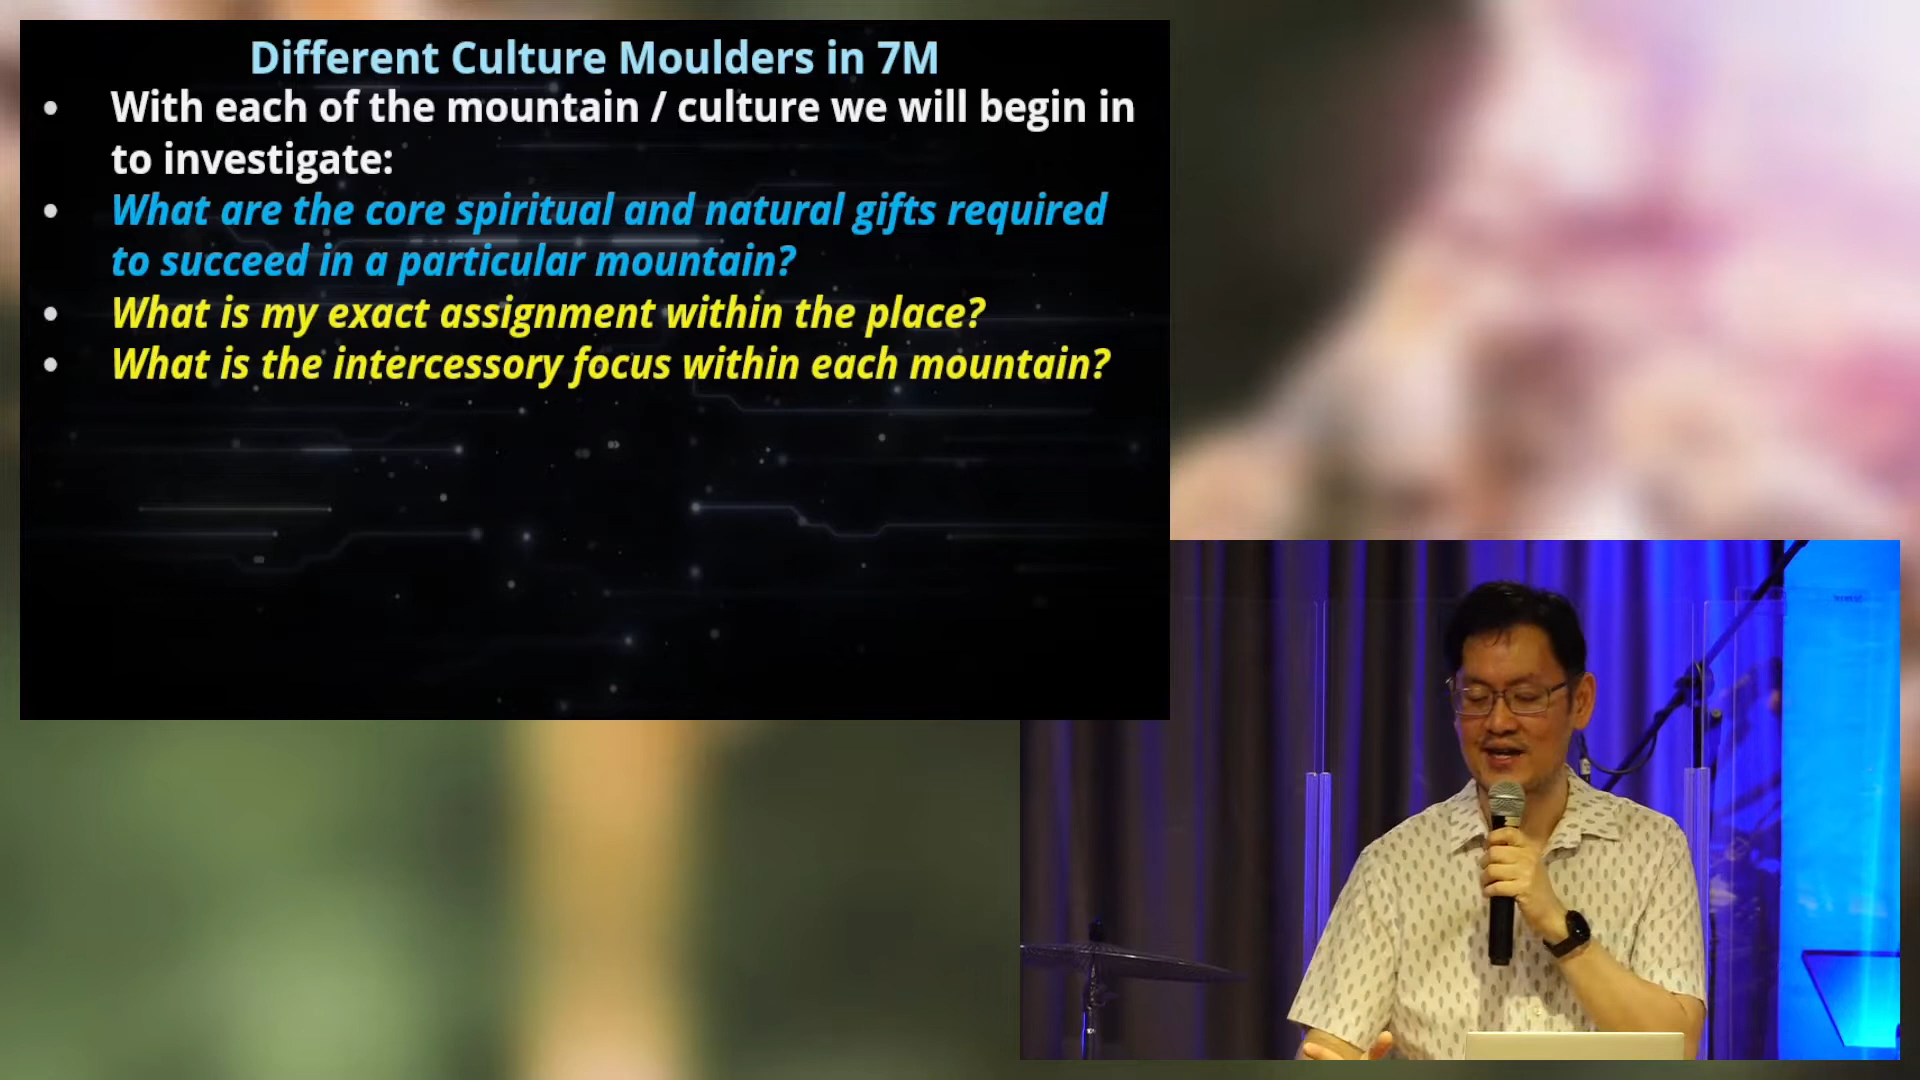 Different Culture Moulders in 7M
• With each of the mountain / culture we will begin in
to investigate:
• What are the core spiritual and natural gifts required
to succeed in a particular mountain?
• What is my exact assignment within the place?
• What is the intercessory focus within each mountain?